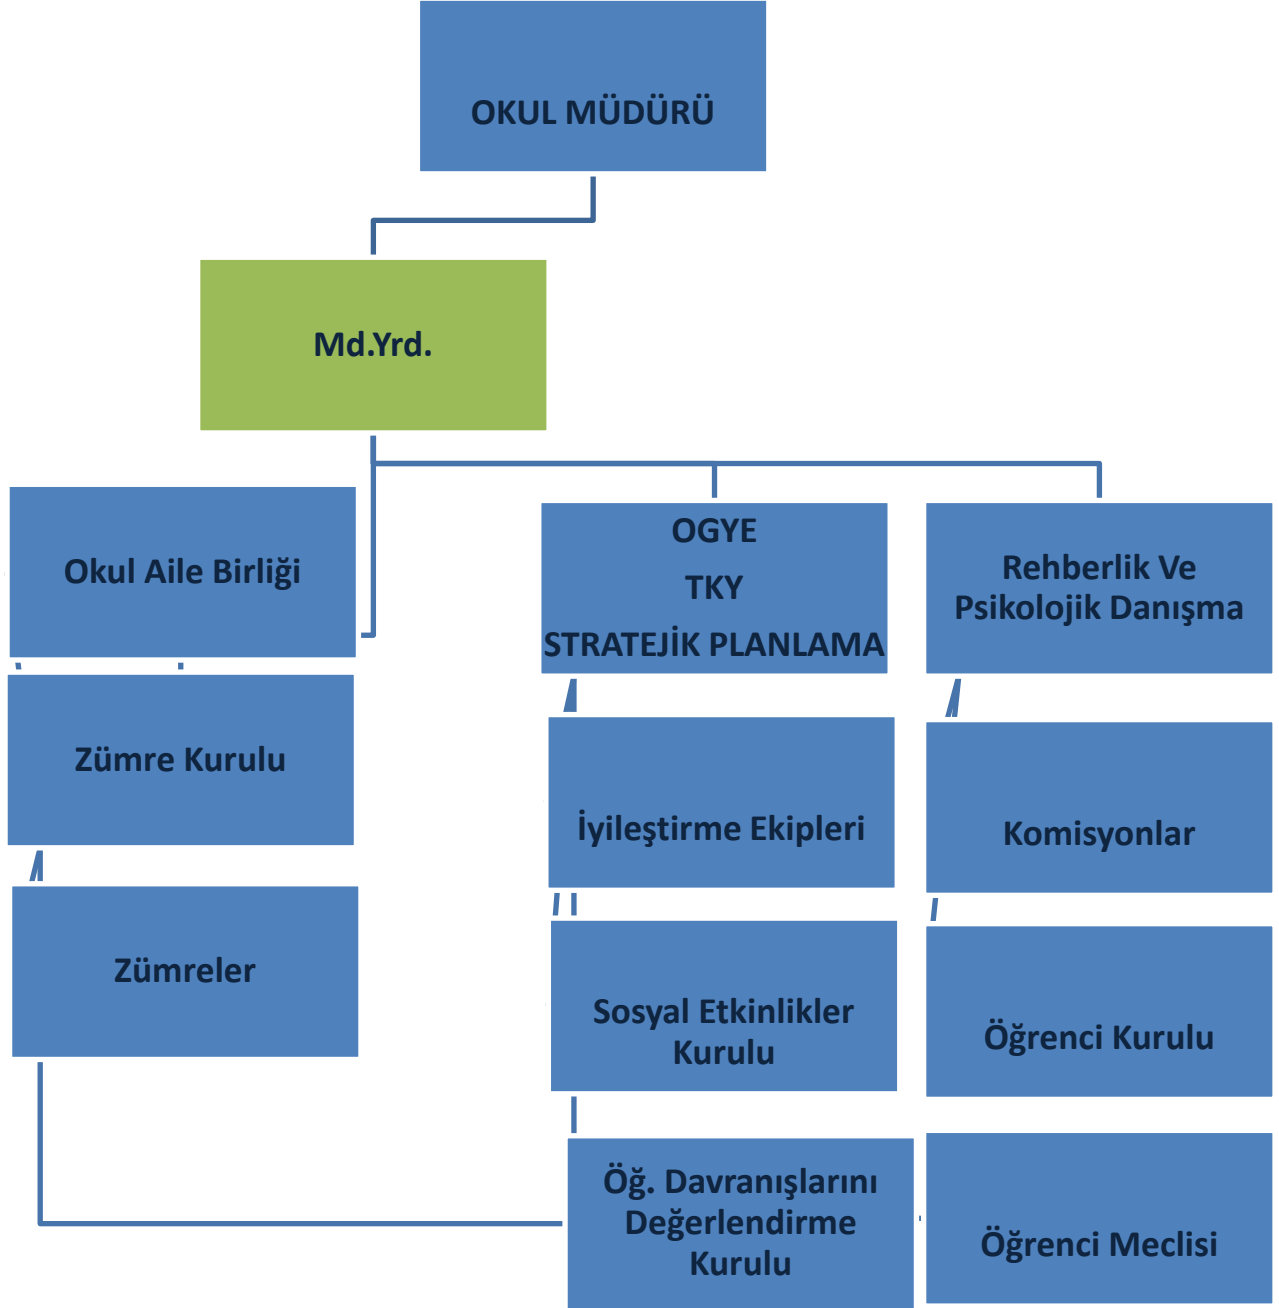 OKUL MÜDÜRÜ
Md.Yrd.
Okul Aile Birliği
OGYE
TKY
STRATEJİK PLANLAMA
Rehberlik Ve
Psikolojik Danışma
Zümre Kurulu
İyileştirme Ekipleri
Komisyonlar
Zümreler
Sosyal Etkinlikler
Kurulu
Öğrenci Kurulu
Öğ. Davranışlarını
Değerlendirme
Kurulu
Öğrenci Meclisi